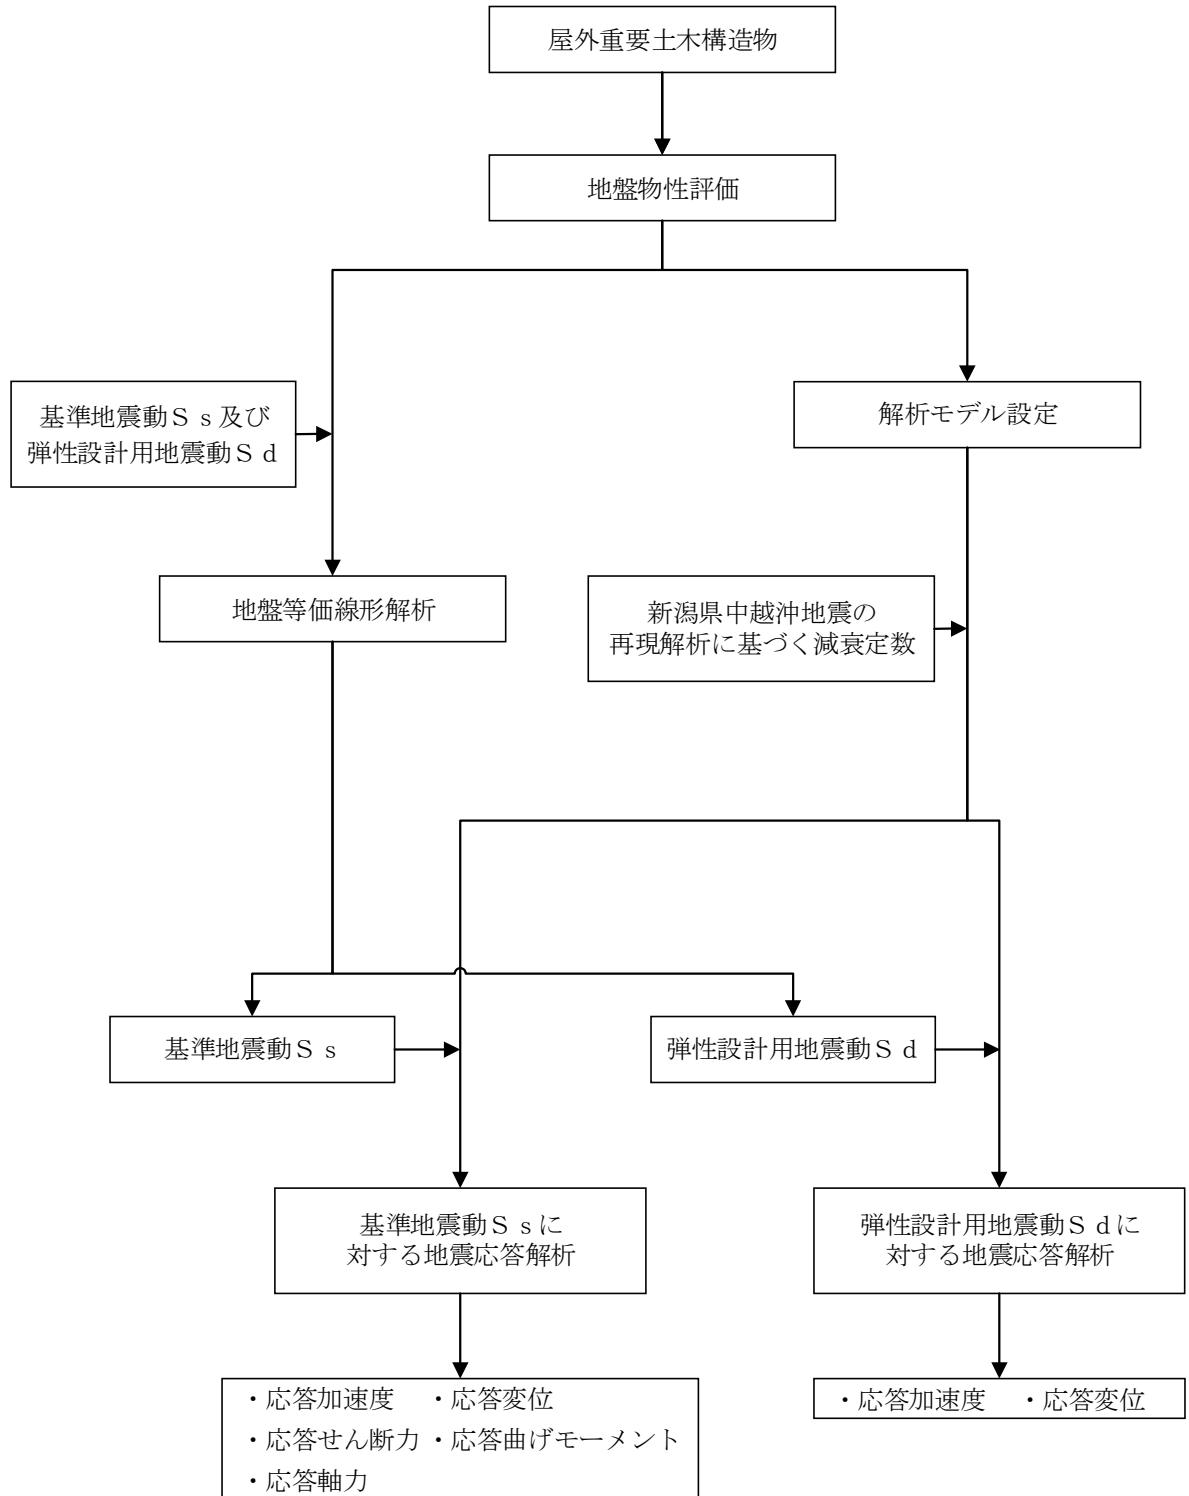 屋外重要土木構造物
地盤物性評価
基準地震動Ｓｓ及び
弾性設計用地震動Ｓｄ
解析モデル設定
地盤等価線形解析
新潟県中越沖地震の
再現解析に基づく減衰定数
基準地震動Ｓｓ
弾性設計用地震動Ｓｄ
基準地震動Ｓｓに
対する地震応答解析
弾性設計用地震動Ｓｄに
対する地震応答解析
・応答加速度　・応答変位
・応答せん断力 ・応答曲げモーメント
・応答軸力
・応答加速度　・応答変位